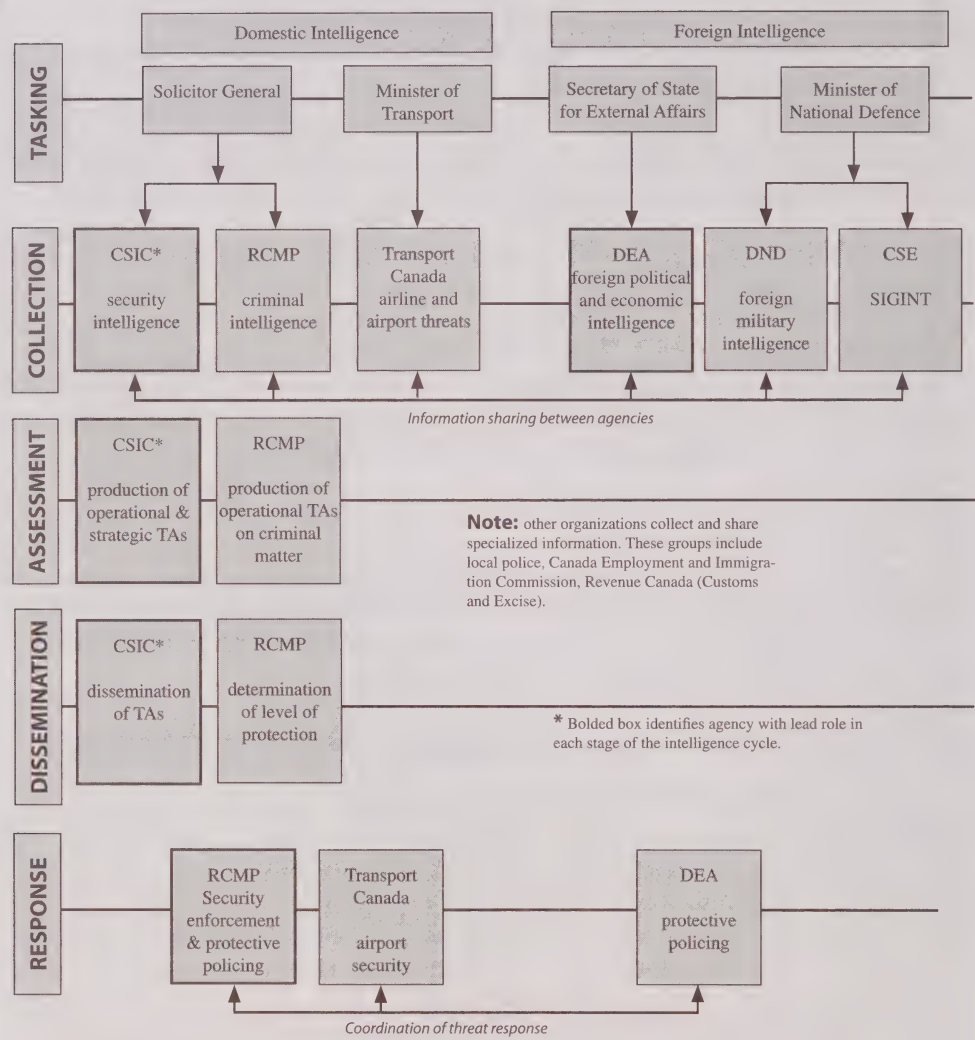 Domestic Intelligence
Foreign Intelligence
TASKING
Solicitor General
Minister of
Transport
Secretary of State
for External Affairs
Minister of
National Defence
COLLECTION
CSIC*
security
intelligence
RCMP
criminal
intelligence
Transport
Canada
airline and
airport threats
DEA
foreign political
and economic
intelligence
DND
foreign
military
intelligence
CSE
SIGINT
Information sharing between agencies
ASSESSMENT
CSIC*
production of
operational &
strategic TAs
RCMP
production of
operational TAs
on criminal
matter
Note: other organizations collect and share
specialized information. These groups include
local police, Canada Employment and Immigra-
tion Commission, Revenue Canada (Customs
and Excise).
DISSEMINATION
CSIC*
dissemination
of TAs
RCMP
determination
of level of
protection
* Bolded box identifies agency with lead role in
each stage of the intelligence cycle.
RESPONSE
RCMP
Security
enforcement
& protective
policing
Transport
Canada
airport
security
DEA
protective
policing
Coordination of threat response